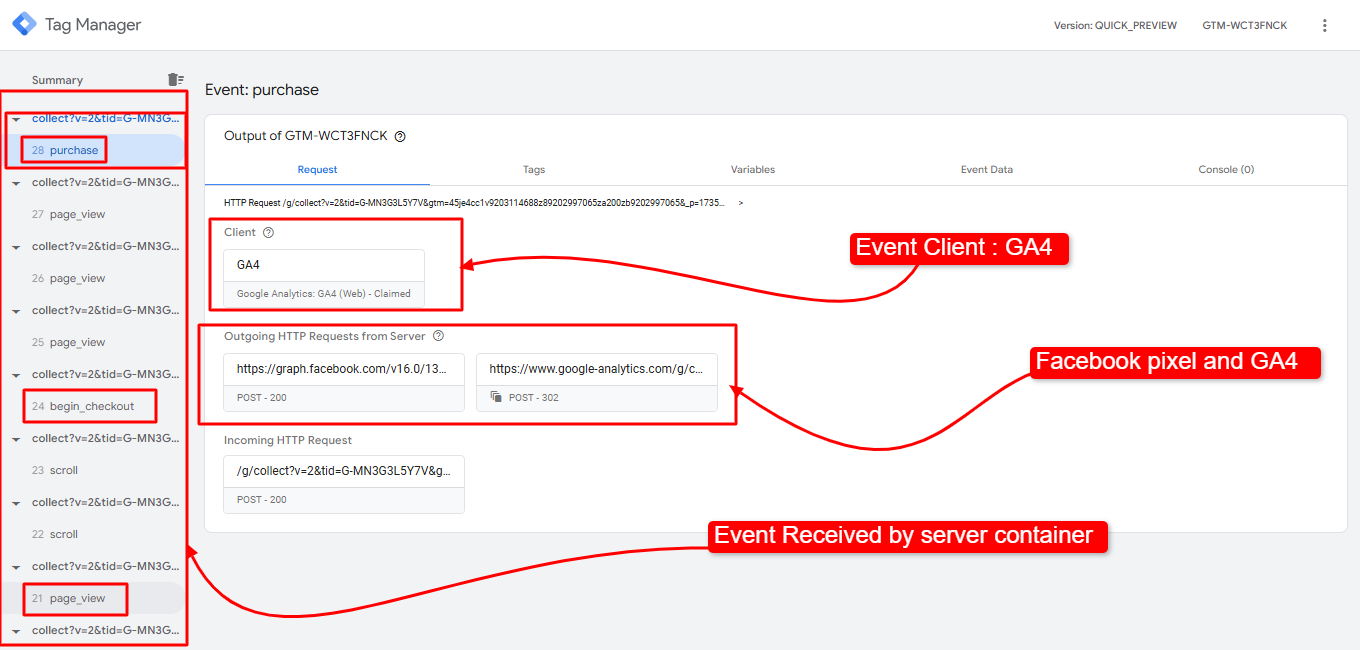 Tag Manager
Version: QUICK_PREVIEW GTM-WCT3FNCK
Summary
collect?v=2&tid=G-MN3G...
28 purchase
collect?v=2&tid=G-MN3G...
27 page_view
collect?v=2&tid=G-MN3G...
26 page_view
collect?v=2&tid=G-MN3G...
25 page_view
collect?v=2&tid=G-MN3G...
24 begin_checkout
collect?v=2&tid=G-MN3G...
23 scroll
collect?v=2&tid=G-MN3G...
22 scroll
collect?v=2&tid=G-MN3G...
21 page_view
collect?v=2&tid=G-MN3G...
Event: purchase
Output of GTM-WCT3FNCK
Request Tags Variables Event Data Console (0)
HTTP Request /g/collect?v=2&tid=G-MN3G3L5Y7V&gtm=45je4cc1v9203114688z89202997065za200zb9202997065&_p=1735... >
Client
GA4
Google Analytics: GA4 (Web) - Claimed
Event Client : GA4
Outgoing HTTP Requests from Server
https://graph.facebook.com/v16.0/13...
POST - 200
https://www.google-analytics.com/g/c...
POST - 302
Facebook pixel and GA4
Incoming HTTP Request
/g/collect?v=2&tid=G-MN3G3L5Y7V&g...
POST - 200
Event Received by server container